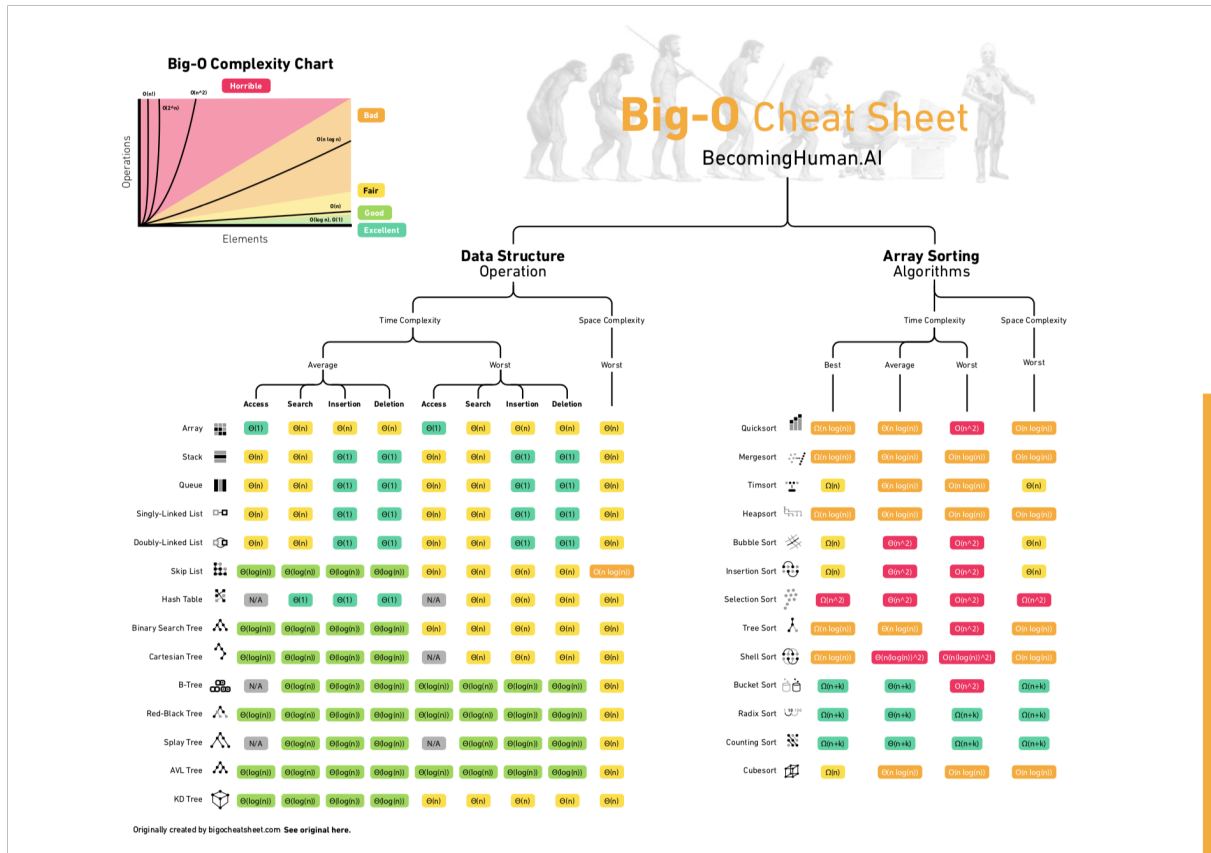 Big-O Complexity Chart
Horrible
O(n!)
O(2^n)
O(n^2)
Bad
O(n log n)
Fair
O(n)
Good
O(log n), O(1)
Excellent
Operations
Elements
Big-O Cheat Sheet
BecomingHuman.AI
Data Structure
Operation
Time Complexity Space Complexity
Average Worst Worst
Access Search Insertion Deletion Access Search Insertion Deletion
Array Θ(1) Θ(n) Θ(n) Θ(n) Θ(1) Θ(n) Θ(n) Θ(n) Θ(n)
Stack Θ(n) Θ(n) Θ(1) Θ(1) Θ(n) Θ(n) Θ(1) Θ(1) Θ(n)
Queue Θ(n) Θ(n) Θ(1) Θ(1) Θ(n) Θ(n) Θ(1) Θ(1) Θ(n)
Singly-Linked List Θ(n) Θ(n) Θ(1) Θ(1) Θ(n) Θ(n) Θ(1) Θ(1) Θ(n)
Doubly-Linked List Θ(n) Θ(n) Θ(1) Θ(1) Θ(n) Θ(n) Θ(1) Θ(1) Θ(n)
Skip List Θ(log(n)) Θ(log(n)) Θ(log(n)) Θ(log(n)) Θ(n) Θ(n) Θ(n) Θ(n) O(n log(n))
Hash Table N/A Θ(1) Θ(1) Θ(1) N/A Θ(n) Θ(n) Θ(n) Θ(n)
Binary Search Tree Θ(log(n)) Θ(log(n)) Θ(log(n)) Θ(log(n)) Θ(n) Θ(n) Θ(n) Θ(n) Θ(n)
Cartesian Tree Θ(log(n)) Θ(log(n)) Θ(log(n)) Θ(log(n)) N/A Θ(n) Θ(n) Θ(n) Θ(n)
B-Tree N/A Θ(log(n)) Θ(log(n)) Θ(log(n)) Θ(log(n)) Θ(log(n)) Θ(log(n)) Θ(log(n)) Θ(n)
Red-Black Tree Θ(log(n)) Θ(log(n)) Θ(log(n)) Θ(log(n)) Θ(log(n)) Θ(log(n)) Θ(log(n)) Θ(log(n)) Θ(n)
Splay Tree N/A Θ(log(n)) Θ(log(n)) Θ(log(n)) N/A Θ(log(n)) Θ(log(n)) Θ(log(n)) Θ(n)
AVL Tree Θ(log(n)) Θ(log(n)) Θ(log(n)) Θ(log(n)) Θ(log(n)) Θ(log(n)) Θ(log(n)) Θ(log(n)) Θ(n)
KD Tree Θ(log(n)) Θ(log(n)) Θ(log(n)) Θ(log(n)) Θ(n) Θ(n) Θ(n) Θ(n) Θ(n)
Array Sorting
Algorithms
Time Complexity Space Complexity
Best Average Worst Worst
Quicksort Ω(n log(n)) Θ(n log(n)) O(n^2) O(n log(n))
Mergesort Ω(n log(n)) Θ(n log(n)) O(n log(n)) O(n log(n))
Timsort Ω(n) Θ(n log(n)) O(n log(n)) Θ(n)
Heapsort Ω(n log(n)) Θ(n log(n)) O(n log(n)) O(n log(n))
Bubble Sort Ω(n) Θ(n^2) O(n^2) Θ(n)
Insertion Sort Ω(n) Θ(n^2) O(n^2) Θ(n)
Selection Sort Ω(n^2) Θ(n^2) O(n^2) Ω(n^2)
Tree Sort Ω(n log(n)) Θ(n log(n)) O(n^2) O(n log(n))
Shell Sort Ω(n log(n)) Θ(n(log(n))^2) O(n(log(n))^2) O(n log(n))
Bucket Sort Ω(n+k) Θ(n+k) O(n^2) Ω(n+k)
Radix Sort Ω(n+k) Θ(n+k) Ω(n+k) Ω(n+k)
Counting Sort Ω(n+k) Θ(n+k) Ω(n+k) Ω(n+k)
Cubesort Ω(n) Θ(n log(n)) O(n log(n)) O(n log(n))
Originally created by bigocheatsheet.com See original here.